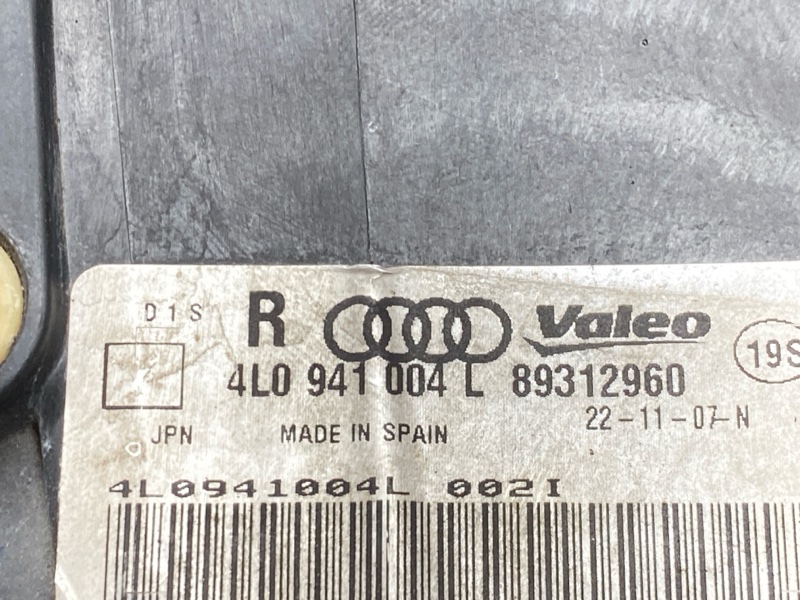 D1S R Valeo
4L0 941 004 L 89312960 19S
22-11-07-N
JPN MADE IN SPAIN
4L0941004L 002I